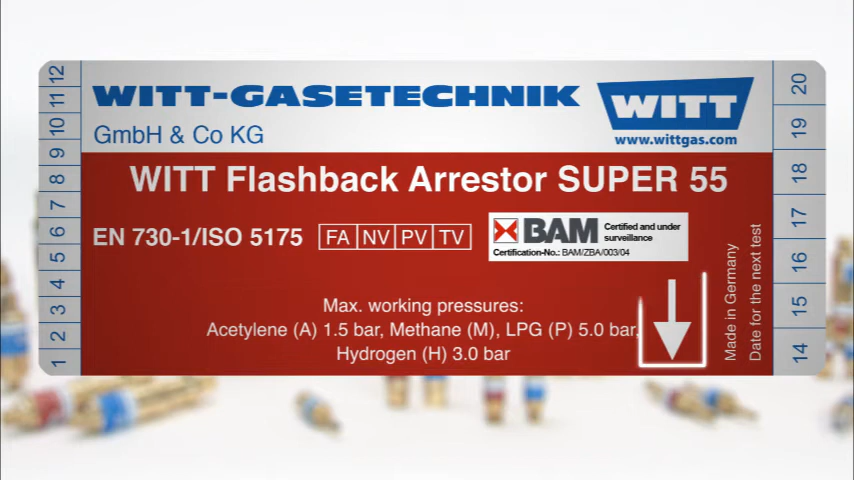 WITT-GASETECHNIK
GmbH & Co KG
WITT
www.wittgas.com
WITT Flashback Arrestor SUPER 55
EN 730-1/ISO 5175
FA NV PV TV
BAM
Certified and under
surveillance
Certification-No.: BAM/ZBA/003/04
Max. working pressures:
Acetylene (A) 1.5 bar, Methane (M), LPG (P) 5.0 bar,
Hydrogen (H) 3.0 bar
Made in Germany
Date for the next test
1 2 3 4 5 6 7 8 9 10 11 12
14 15 16 17 18 19 20